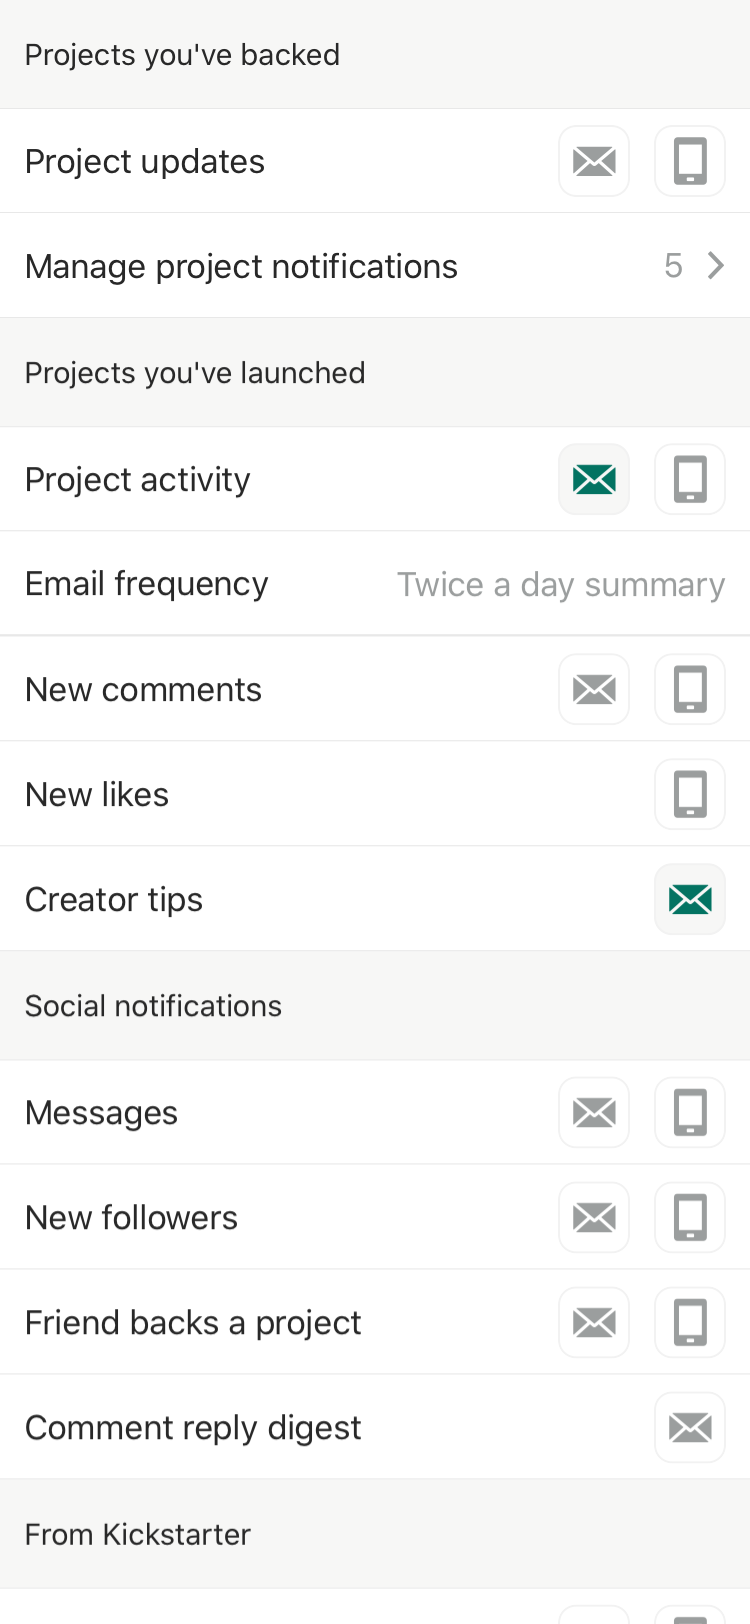 Projects you've backed
Project updates
Manage project notifications 5
Projects you've launched
Project activity
Email frequency Twice a day summary
New comments
New likes
Creator tips
Social notifications
Messages
New followers
Friend backs a project
Comment reply digest
From Kickstarter